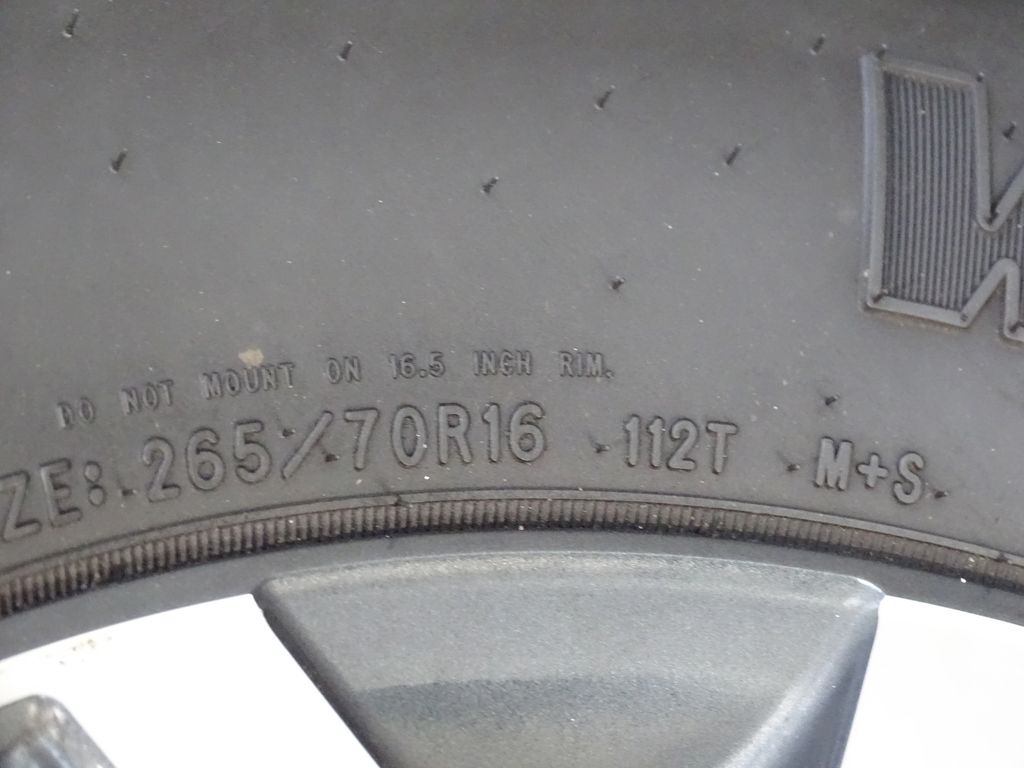 W
DO NOT MOUNT ON 16.5 INCH RIM.
ZE: 265/70R16 112T M+S